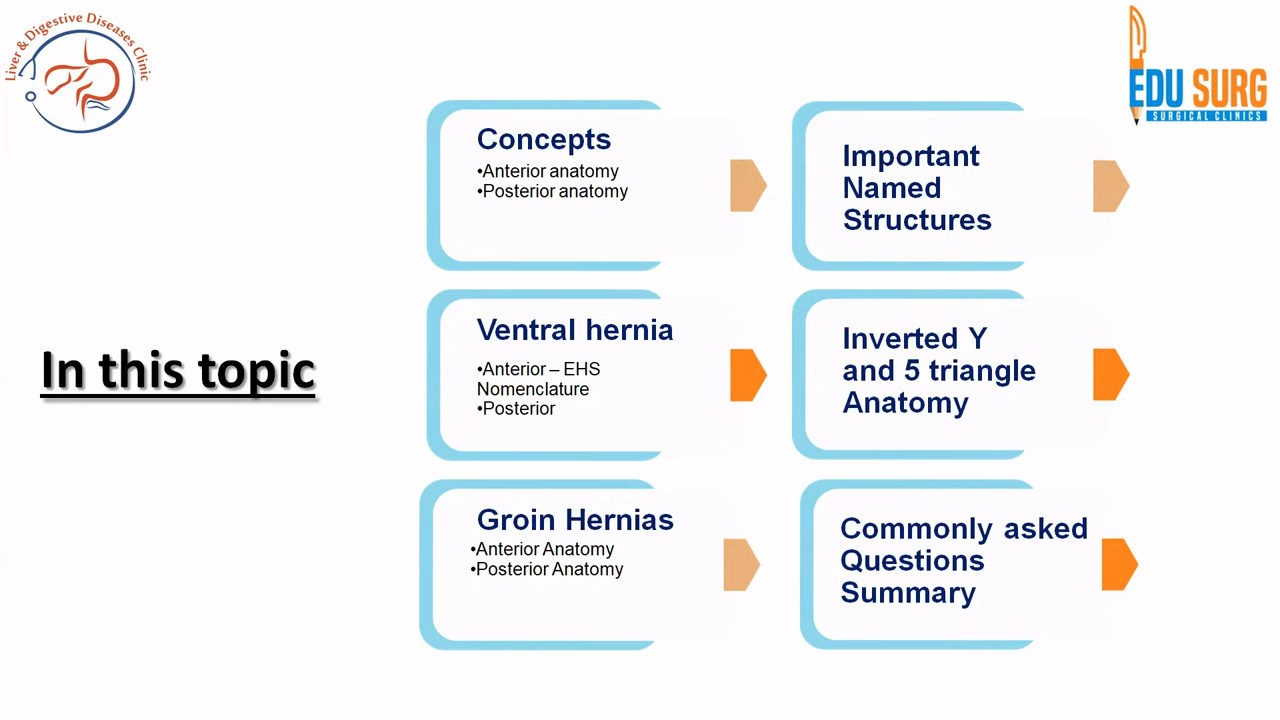 Liver & Digestive Diseases Clinic
EDU SURG
SURGICAL CLINICS
In this topic
Concepts
•Anterior anatomy
•Posterior anatomy
Important
Named
Structures
Ventral hernia
•Anterior – EHS
Nomenclature
•Posterior
Inverted Y
and 5 triangle
Anatomy
Groin Hernias
•Anterior Anatomy
•Posterior Anatomy
Commonly asked
Questions
Summary